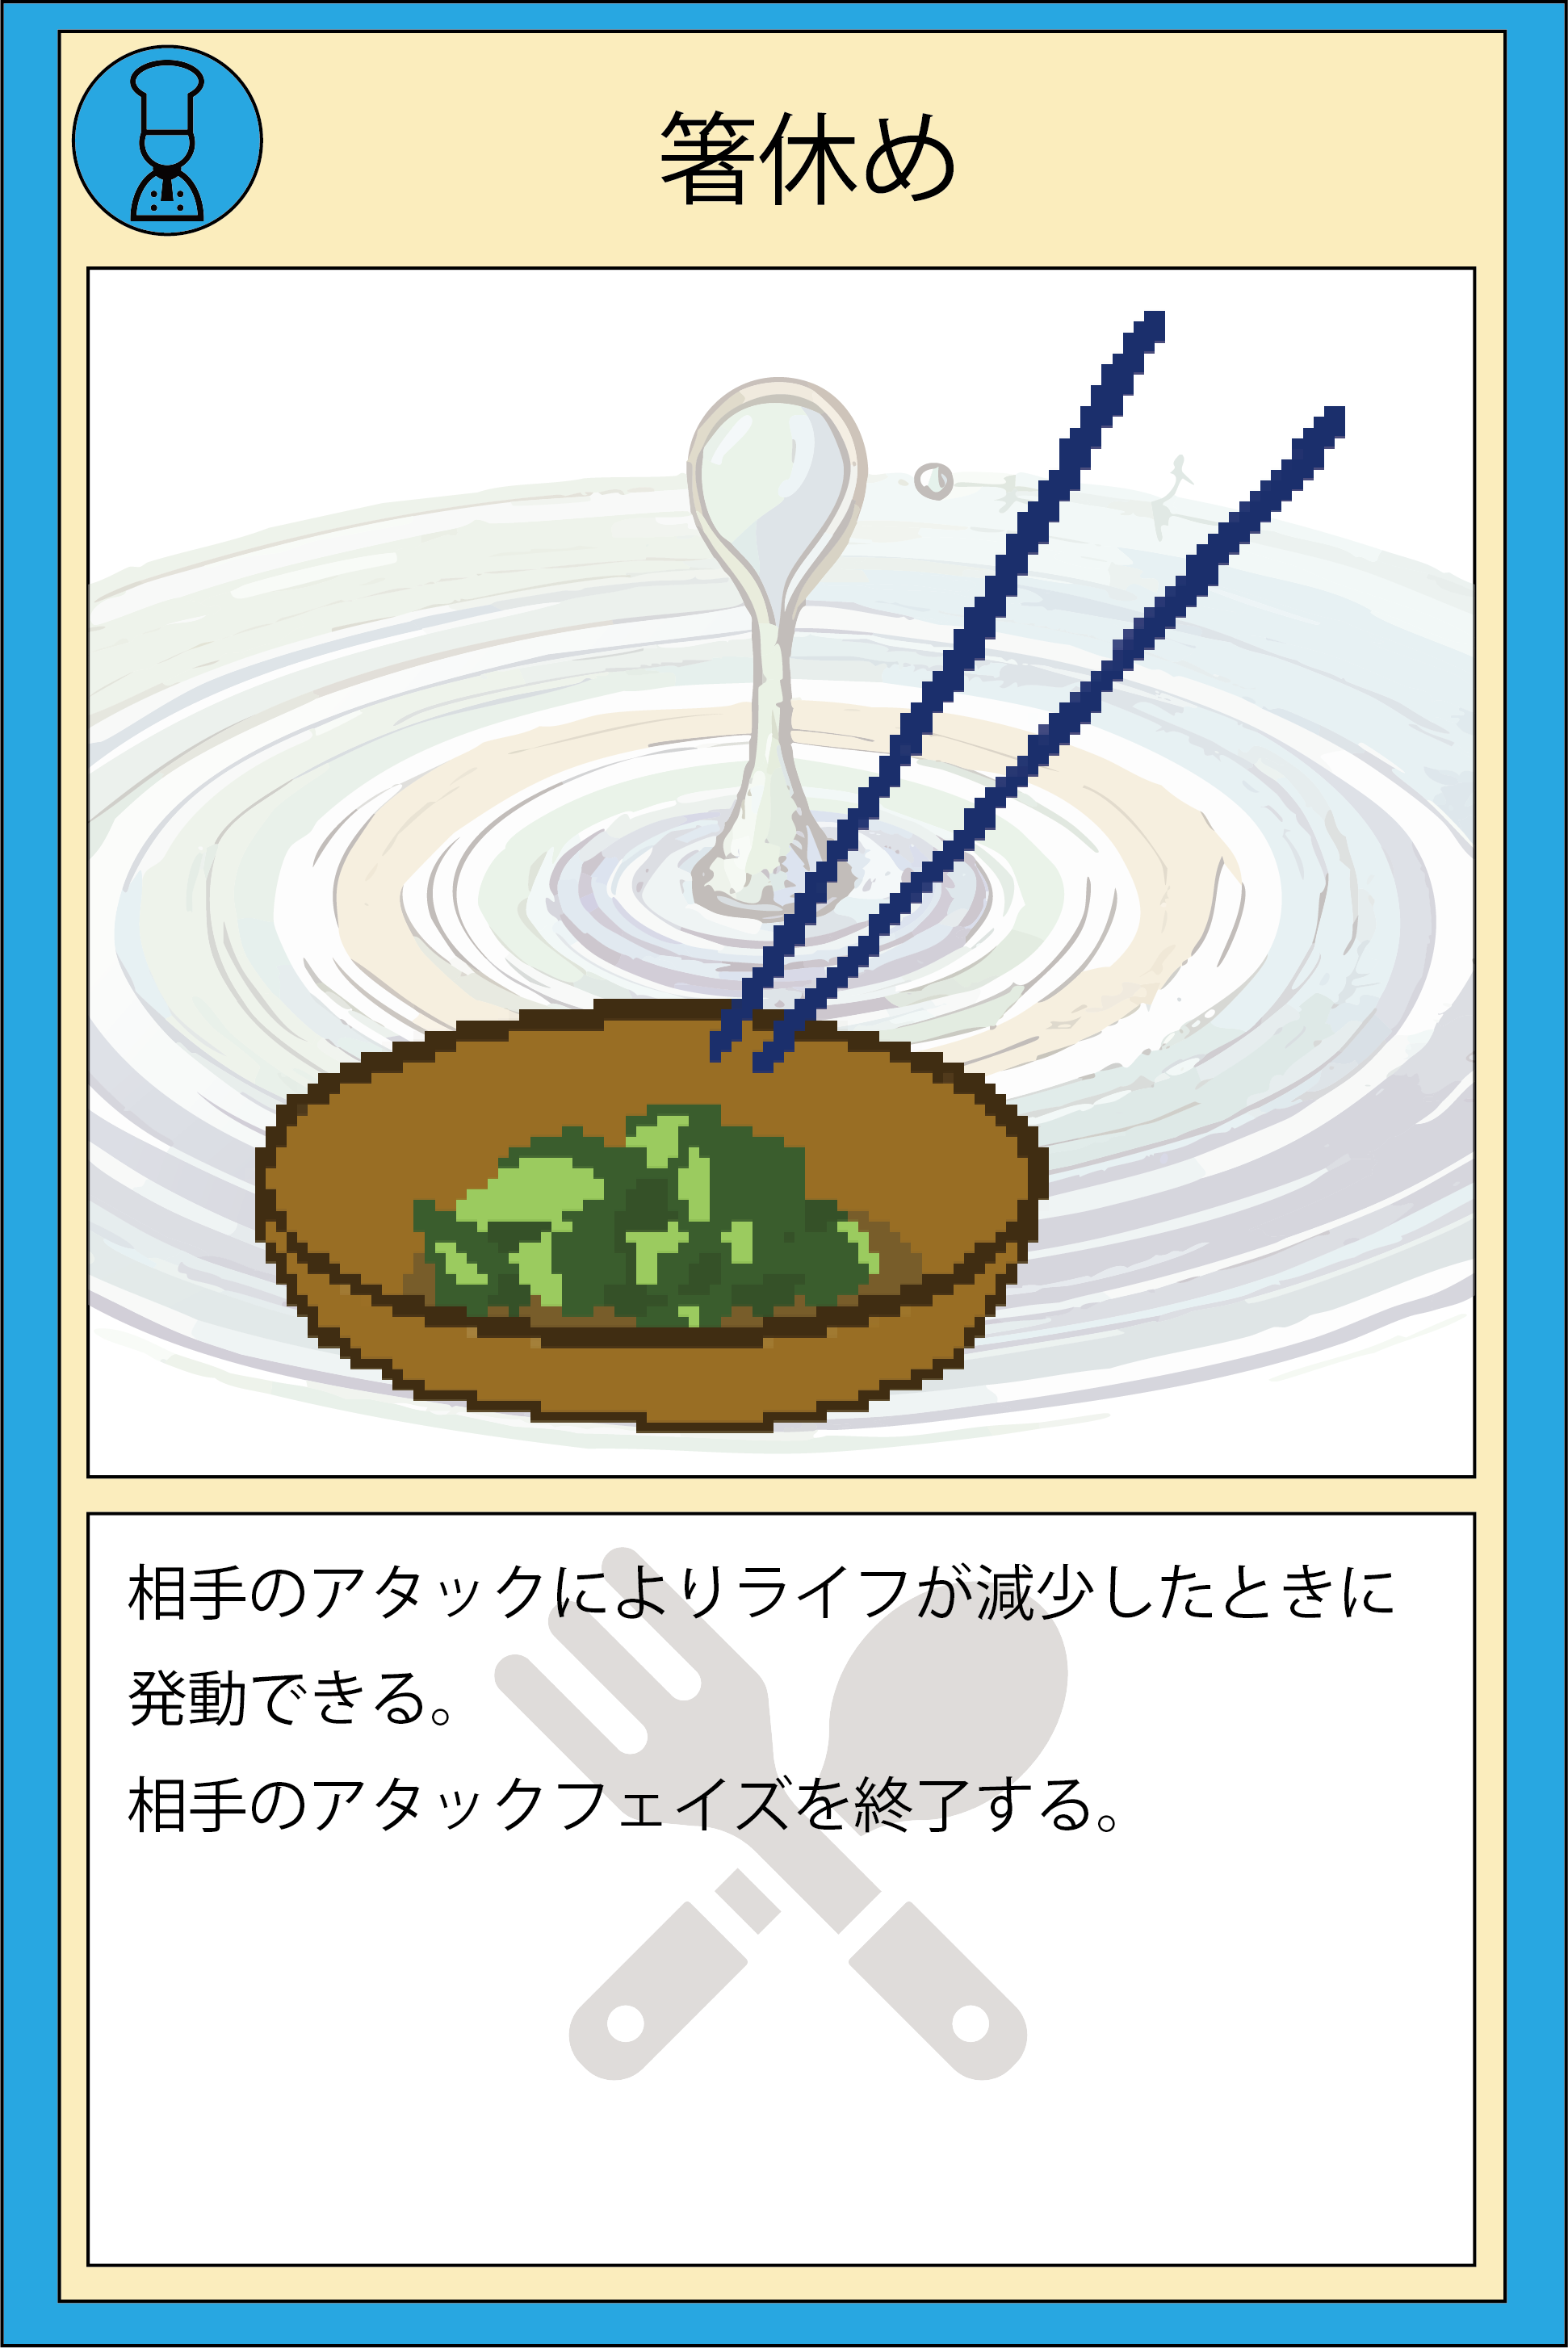 箸休め
相手のアタックによりライフが減少したときに
発動できる。
相手のアタックフェイズを終了する。